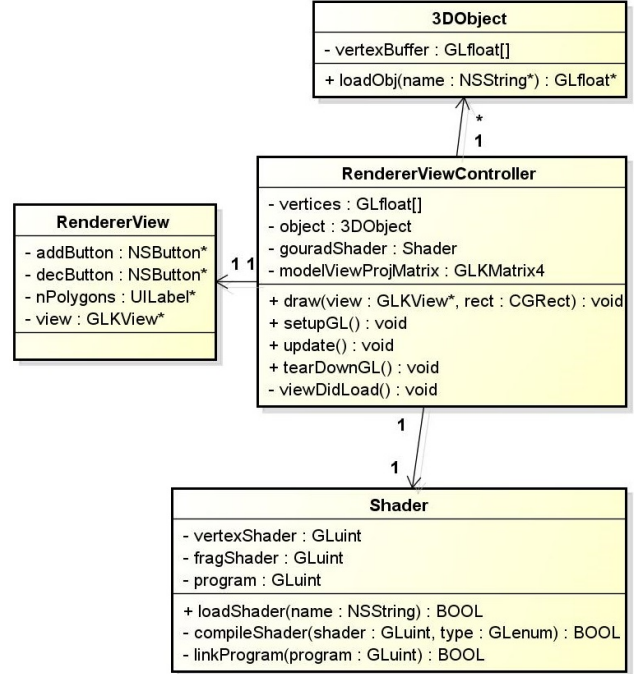 3DObject
- vertexBuffer : GLfloat[]
+ loadObj(name : NSString*) : GLfloat*
*
1
RendererViewController
- vertices : GLfloat[]
- object : 3DObject
- gouradShader : Shader
- modelViewProjMatrix : GLKMatrix4
+ draw(view : GLKView*, rect : CGRect) : void
+ setupGL() : void
+ update() : void
+ tearDownGL() : void
- viewDidLoad() : void
RendererView
- addButton : NSButton*
- decButton : NSButton*
- nPolygons : UILabel*
- view : GLKView*
1 1
1
1
Shader
- vertexShader : GLuint
- fragShader : GLuint
- program : GLuint
+ loadShader(name : NSString) : BOOL
- compileShader(shader : GLuint, type : GLenum) : BOOL
- linkProgram(program : GLuint) : BOOL